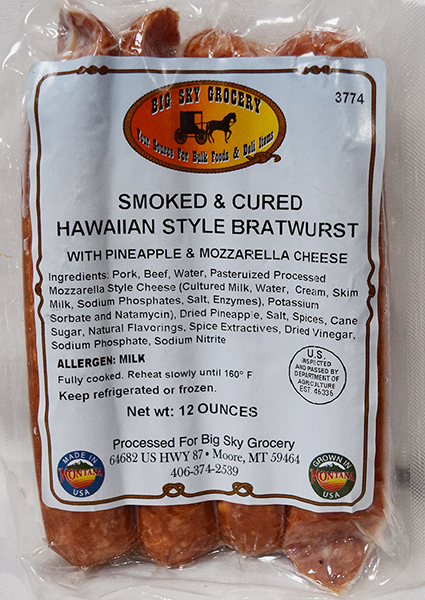 BIG SKY GROCERY
Your Source For Bulk Foods & Deli Items
3774
SMOKED & CURED
HAWAIIAN STYLE BRATWURST
WITH PINEAPPLE & MOZZARELLA CHEESE
Ingredients: Pork, Beef, Water, Pasteruized Processed
Mozzarella Style Cheese (Cultured Milk, Water, Cream, Skim
Milk, Sodium Phosphates, Salt, Enzymes), Potassium
Sorbate and Natamycin), Dried Pineapple, Salt, Spices, Cane
Sugar, Natural Flavorings, Spice Extractives, Dried Vinegar,
Sodium Phosphate, Sodium Nitrite
ALLERGEN: MILK
Fully cooked. Reheat slowly until 160° F
Keep refrigerated or frozen.
Net wt: 12 OUNCES
U.S.
INSPECTED
AND PASSED BY
DEPARTMENT OF
AGRICULTURE
EST. 46336
Processed For Big Sky Grocery
64682 US HWY 87 • Moore, MT 59464
406-374-2539
MADE IN
MONTANA
USA
GROWN IN
MONTANA
USA